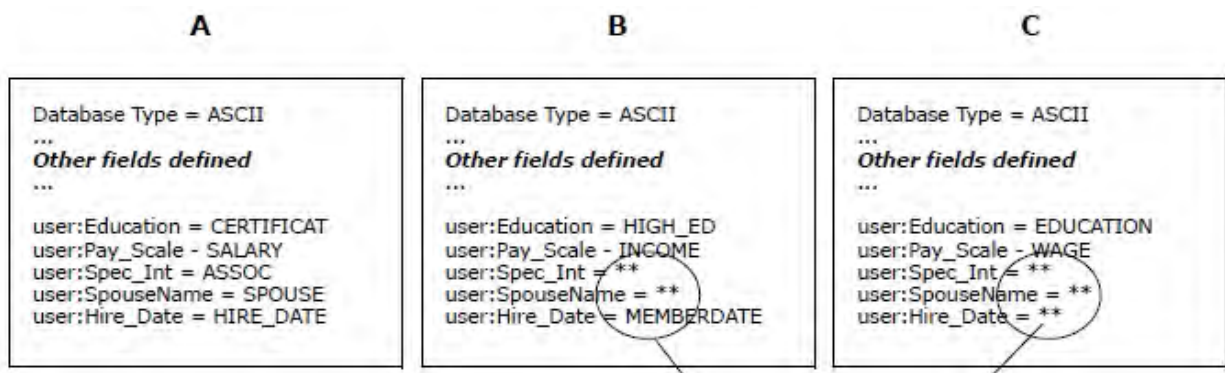 A
Database Type = ASCII
...
Other fields defined
...
user:Education = CERTIFICAT
user:Pay_Scale - SALARY
user:Spec_Int = ASSOC
user:SpouseName = SPOUSE
user:Hire_Date = HIRE_DATE
B
Database Type = ASCII
...
Other fields defined
...
user:Education = HIGH_ED
user:Pay_Scale - INCOME
user:Spec_Int = **
user:SpouseName = **
user:Hire_Date = MEMBERDATE
C
Database Type = ASCII
...
Other fields defined
...
user:Education = EDUCATION
user:Pay_Scale - WAGE
user:Spec_Int = **
user:SpouseName = **
user:Hire_Date = **